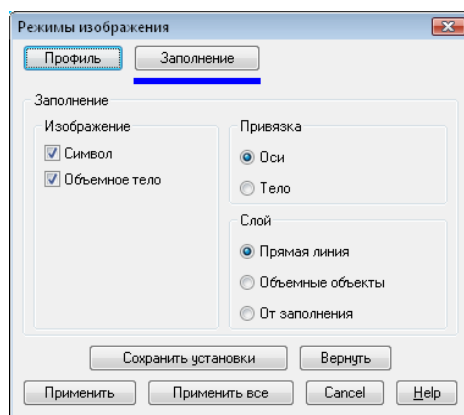 Режимы изображения
Профиль Заполнение
Заполнение
Изображение Привязка
Символ Оси
Объемное тело Тело
Слой
Прямая линия
Объемные объекты
От заполнения
Сохранить установки Вернуть
Применить Применить все Cancel Help